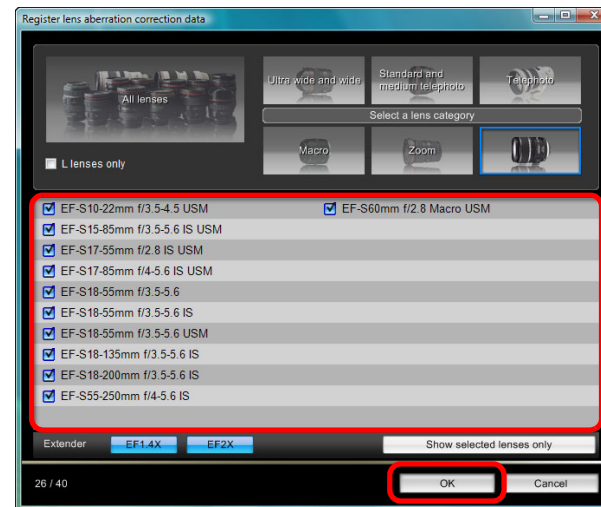 Register lens aberration correction data
All lenses
Ultra wide and wide
Standard and
medium telephoto
Telephoto
Select a lens category
L lenses only
Macro
Zoom
EF-S10-22mm f/3.5-4.5 USM
EF-S60mm f/2.8 Macro USM
EF-S15-85mm f/3.5-5.6 IS USM
EF-S17-55mm f/2.8 IS USM
EF-S17-85mm f/4-5.6 IS USM
EF-S18-55mm f/3.5-5.6
EF-S18-55mm f/3.5-5.6 IS
EF-S18-55mm f/3.5-5.6 USM
EF-S18-135mm f/3.5-5.6 IS
EF-S18-200mm f/3.5-5.6 IS
EF-S55-250mm f/4-5.6 IS
Extender EF1.4X EF2X Show selected lenses only
26 / 40 OK Cancel